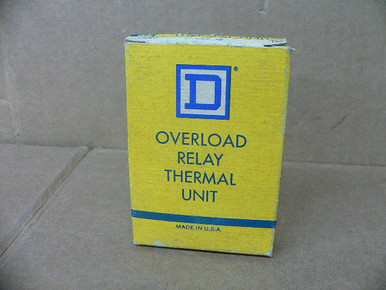 D®
OVERLOAD
RELAY
THERMAL
UNIT
MADE IN U.S.A.